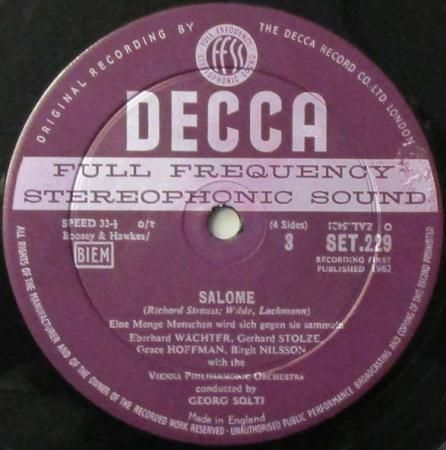 ORIGINAL RECORDING BY
THE DECCA RECORD CO. LTD. LONDON
FULL FREQUENCY
ffss
STEREOPHONIC SOUND
DECCA
FULL FREQUENCY
STEREOPHONIC SOUND
SPEED 33⅓ O/T
Boosey & Hawkes/
BIEM
(4 Sides)
3
SET.229
RECORDING FIRST
PUBLISHED 1962
SALOME
(Richard Strauss; Wilde, Lachmann)
Eine Menge Menschen wird sich gegen sie sammeln
Eberhard WÄCHTER, Gerhard STOLZE,
Grace HOFFMAN, Birgit NILSSON
with the
VIENNA PHILHARMONIC ORCHESTRA
conducted by
GEORG SOLTI
Made in England
ALL RIGHTS OF THE MANUFACTURER AND OF THE OWNER OF THE RECORDED WORK RESERVED · UNAUTHORISED PUBLIC PERFORMANCE BROADCASTING AND COPYING OF THIS RECORD PROHIBITED